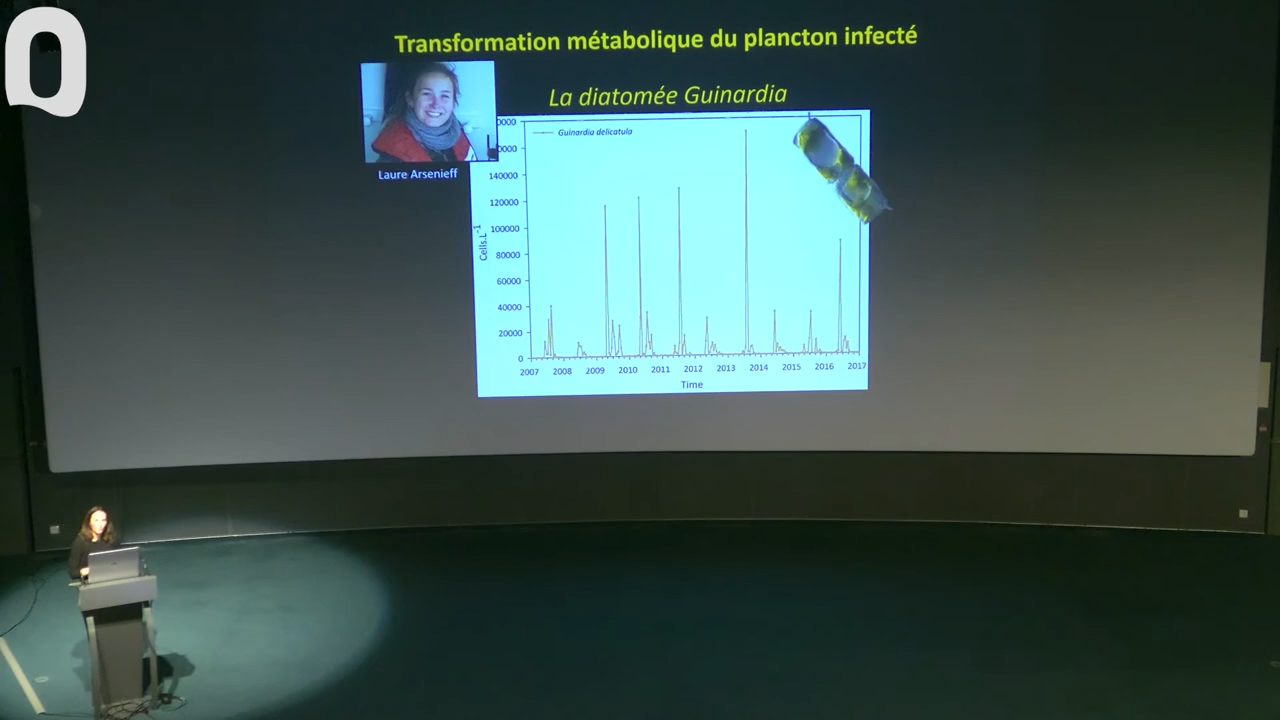 Transformation métabolique du plancton infecté
La diatomée Guinardia
Laure Arsenieff
Guinardia delicatula
140000
120000
100000
80000
60000
40000
20000
0
Cells.L-1
2007 2008 2009 2010 2011 2012 2013 2014 2015 2016 2017
Time